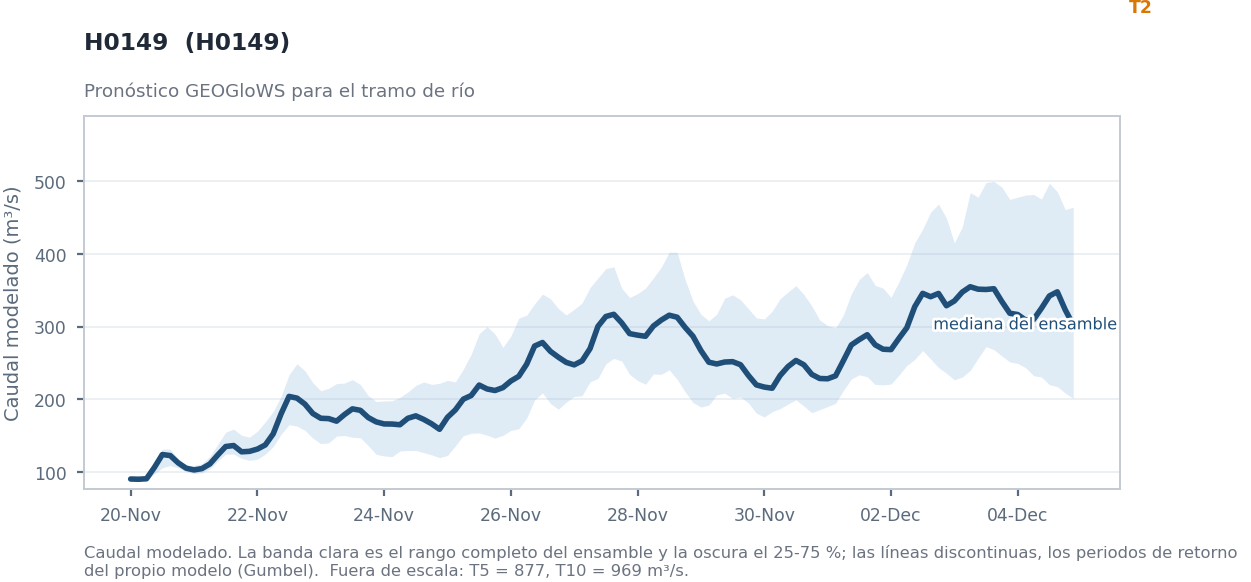 T2
H0149 (H0149)
Pronóstico GEOGloWS para el tramo de río
Caudal modelado (m³/s)
500
400
300
200
100
mediana del ensamble
20-Nov
22-Nov
24-Nov
26-Nov
28-Nov
30-Nov
02-Dec
04-Dec
Caudal modelado. La banda clara es el rango completo del ensamble y la oscura el 25-75 %; las líneas discontinuas, los periodos de retorno
del propio modelo (Gumbel). Fuera de escala: T5 = 877, T10 = 969 m³/s.